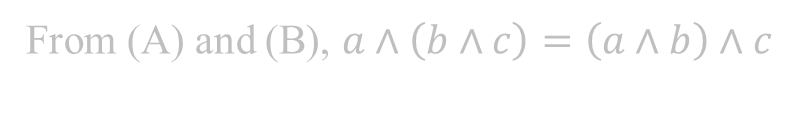 From (A) and (B), 𝑎 ∧ (𝑏 ∧ 𝑐) = (𝑎 ∧ 𝑏) ∧ 𝑐